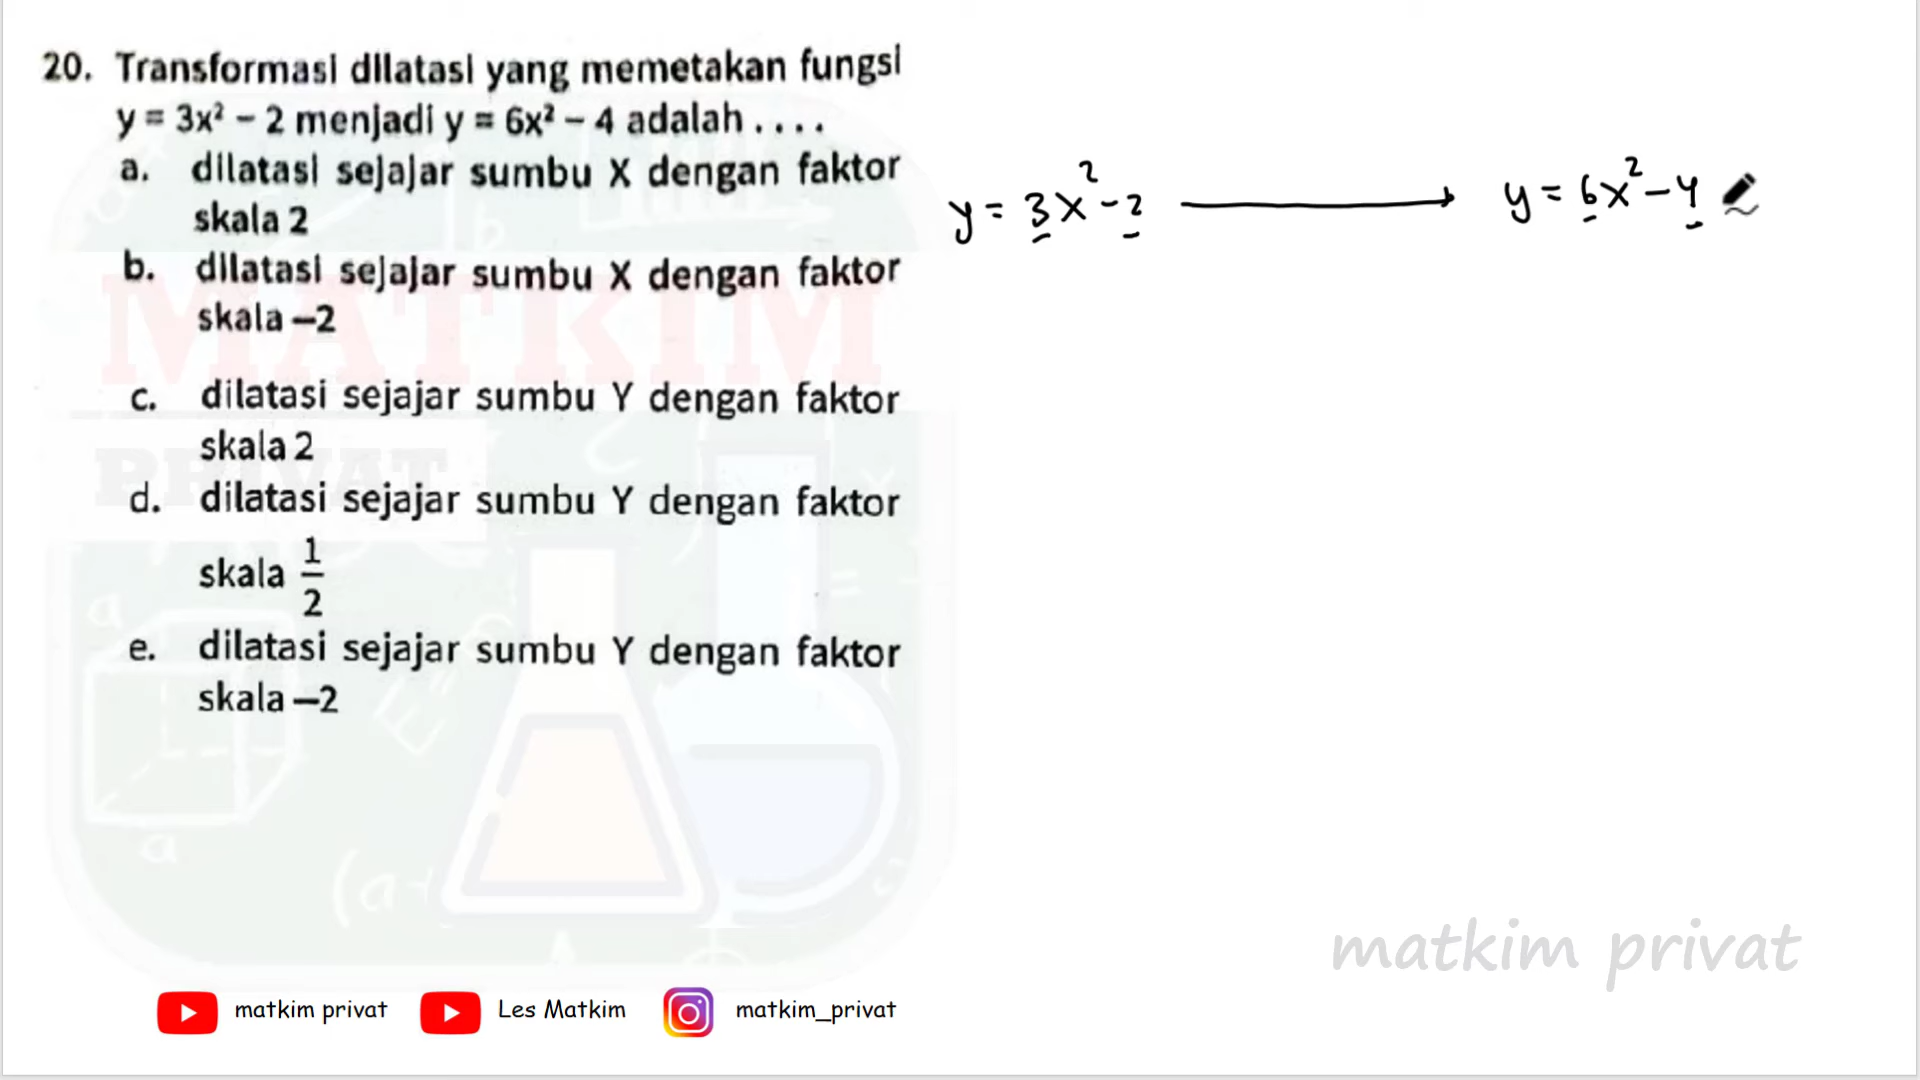 20. Transformasi dilatasi yang memetakan fungsi
y = 3x² – 2 menjadi y = 6x² – 4 adalah . . . .
a. dilatasi sejajar sumbu X dengan faktor
skala 2
b. dilatasi sejajar sumbu X dengan faktor
skala –2
c. dilatasi sejajar sumbu Y dengan faktor
skala 2
d. dilatasi sejajar sumbu Y dengan faktor
skala 1/2
e. dilatasi sejajar sumbu Y dengan faktor
skala –2
y = 3x² - 2 → y = 6x² - 4
MATKIM
PRIVAT
matkim privat
matkim privat Les Matkim matkim_privat